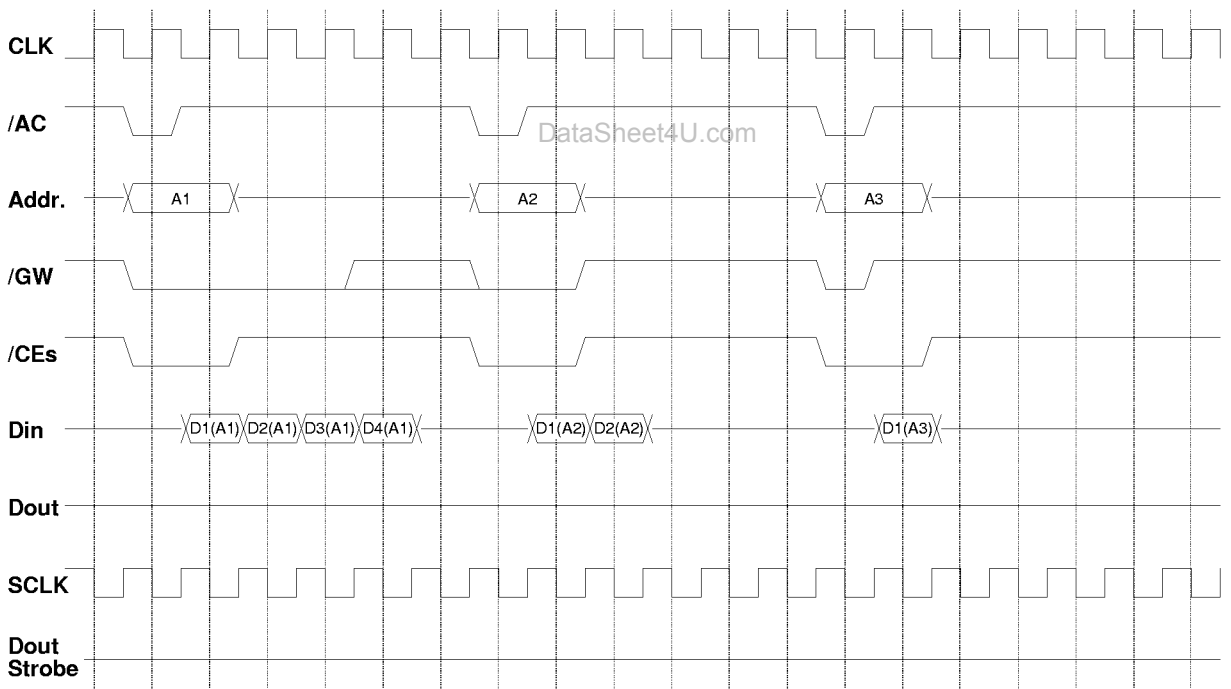 CLK
/AC
DataSheet4U.com
Addr.
A1
A2
A3
/GW
/CEs
Din
D1(A1)
D2(A1)
D3(A1)
D4(A1)
D1(A2)
D2(A2)
D1(A3)
Dout
SCLK
Dout
Strobe